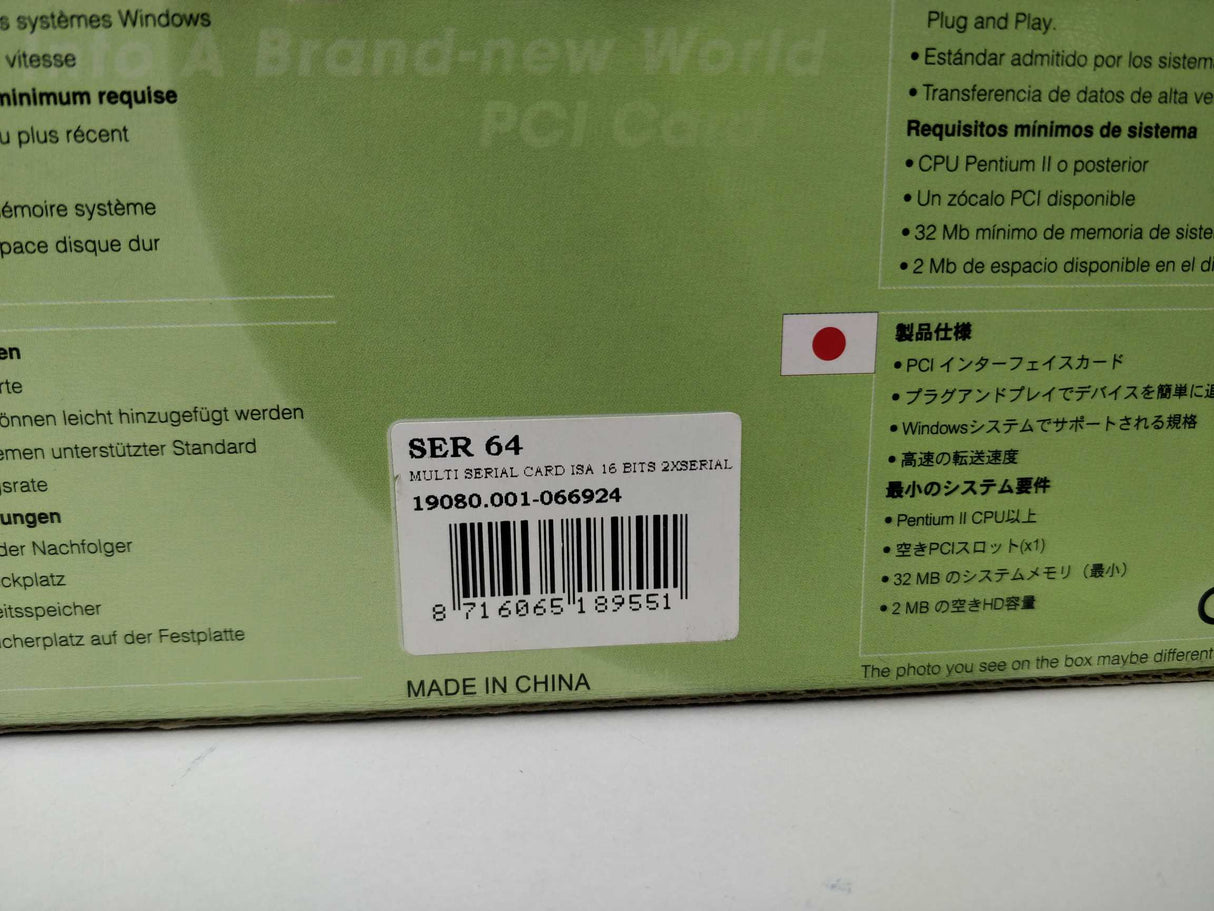 s systèmes Windows
vitesse
minimum requise
u plus récent
émoire système
pace disque dur
to A Brand-new World
PCI Car
Plug and Play.
• Estándar admitido por los sistem
• Transferencia de datos de alta ve
Requisitos mínimos de sistema
• CPU Pentium II o posterior
• Un zócalo PCI disponible
• 32 Mb mínimo de memoria de siste
• 2 Mb de espacio disponible en el di
en
rte
önnen leicht hinzugefügt werden
emen unterstützter Standard
gsrate
ungen
der Nachfolger
ckplatz
eitsspeicher
icherplatz auf der Festplatte
SER 64
MULTI SERIAL CARD ISA 16 BITS 2XSERIAL
19080.001-066924
8 716065 189551
MADE IN CHINA
製品仕様
• PCI インターフェイスカード
• プラグアンドプレイでデバイスを簡単に追
• Windowsシステムでサポートされる規格
• 高速の転送速度
最小のシステム要件
• Pentium II CPU以上
• 空きPCIスロット(x1)
• 32 MB のシステムメモリ（最小）
• 2 MB の空きHD容量
The photo you see on the box maybe different